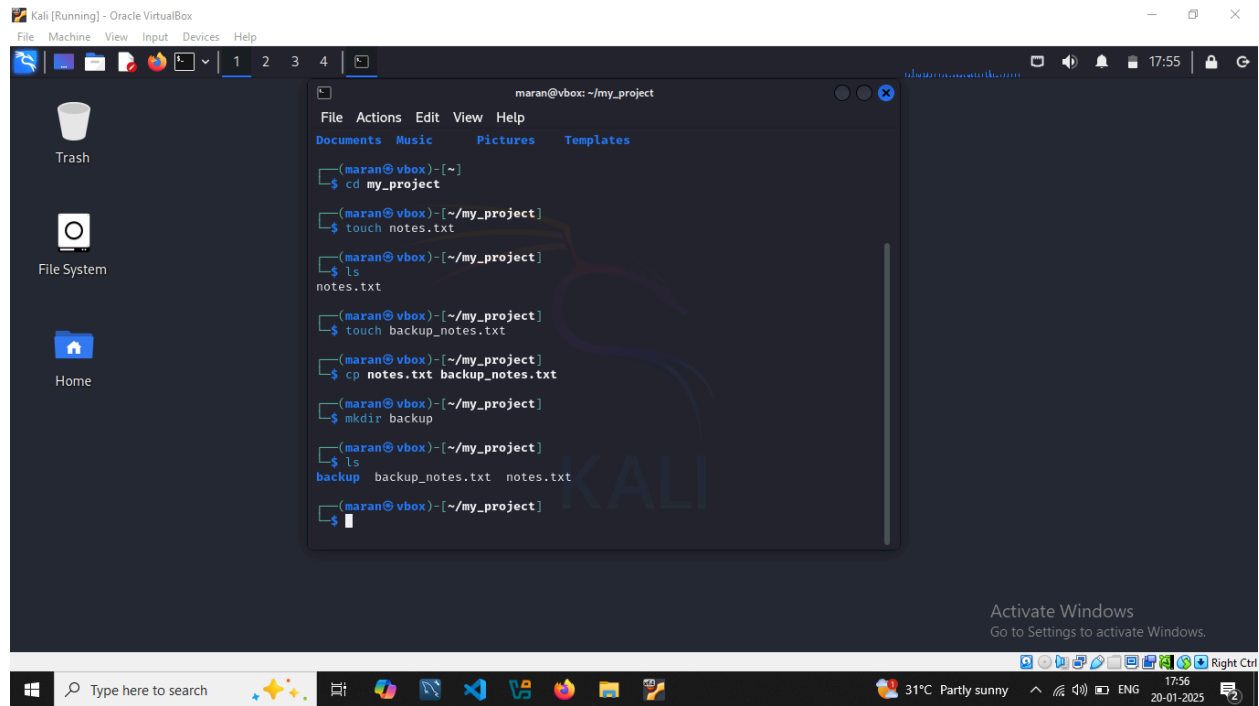 Kali [Running] - Oracle VirtualBox
File Machine View Input Devices Help
1 2 3 4
17:55
maran@vbox: ~/my_project
File Actions Edit View Help
Documents Music Pictures Templates
┌──(maran㉿vbox)-[~]
└─$ cd my_project
┌──(maran㉿vbox)-[~/my_project]
└─$ touch notes.txt
┌──(maran㉿vbox)-[~/my_project]
└─$ ls
notes.txt
┌──(maran㉿vbox)-[~/my_project]
└─$ touch backup_notes.txt
┌──(maran㉿vbox)-[~/my_project]
└─$ cp notes.txt backup_notes.txt
┌──(maran㉿vbox)-[~/my_project]
└─$ mkdir backup
┌──(maran㉿vbox)-[~/my_project]
└─$ ls
backup backup_notes.txt notes.txt
┌──(maran㉿vbox)-[~/my_project]
└─$
KALI
Trash
File System
Home
Activate Windows
Go to Settings to activate Windows.
Right Ctrl
Type here to search
31°C Partly sunny
ENG
17:56
20-01-2025
2